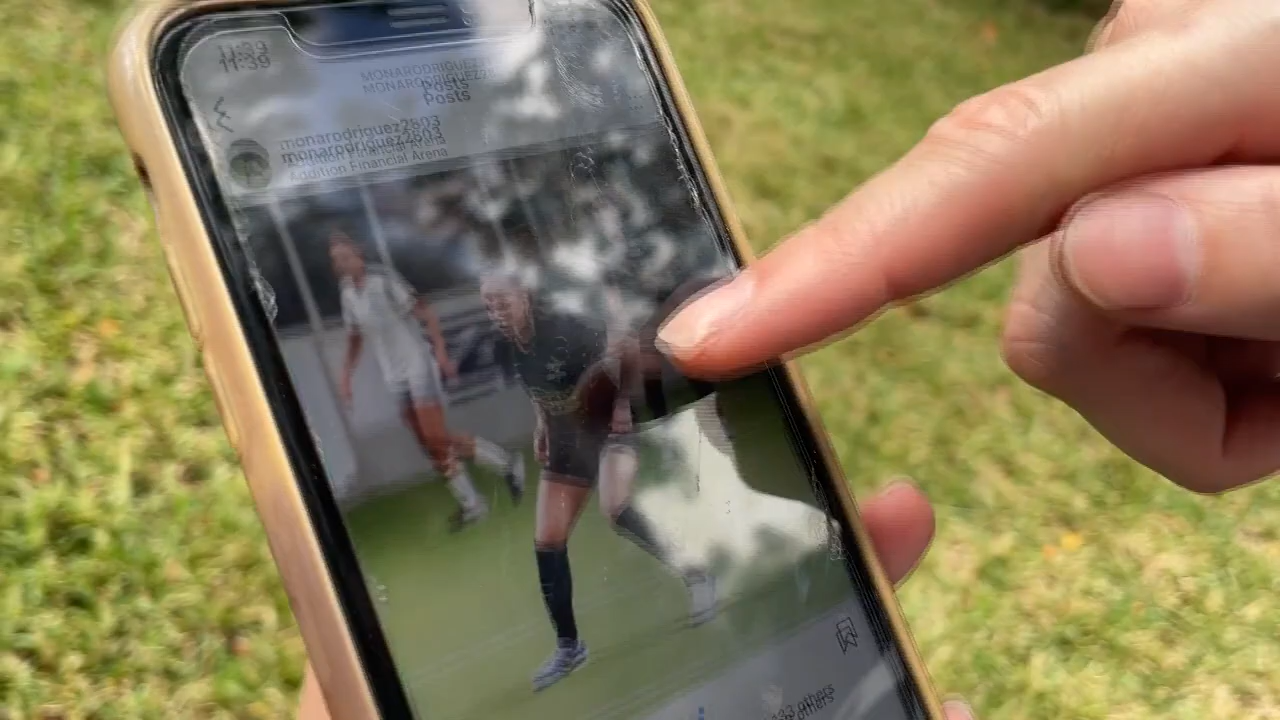 11:39
MONARODRIGUEZ2803
Posts
monarodriguez2803
Addition Financial Arena
others